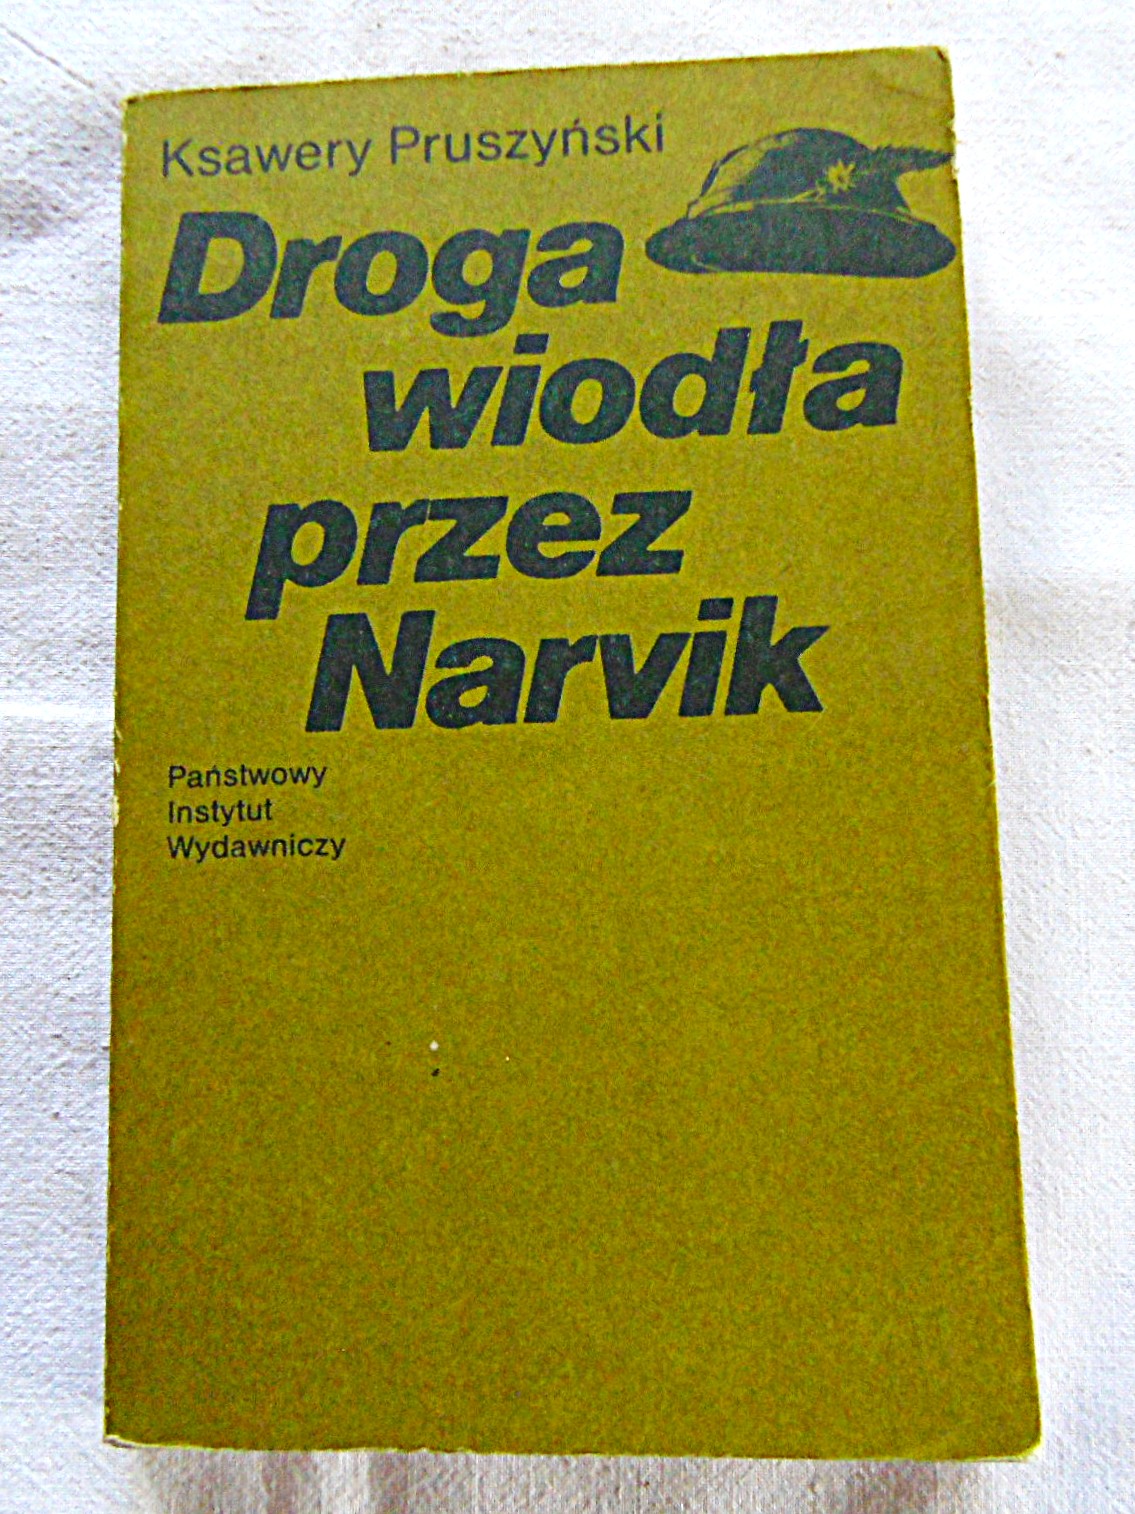 Ksawery Pruszyński
Droga
wiodła
przez
Narvik
Państwowy
Instytut
Wydawniczy